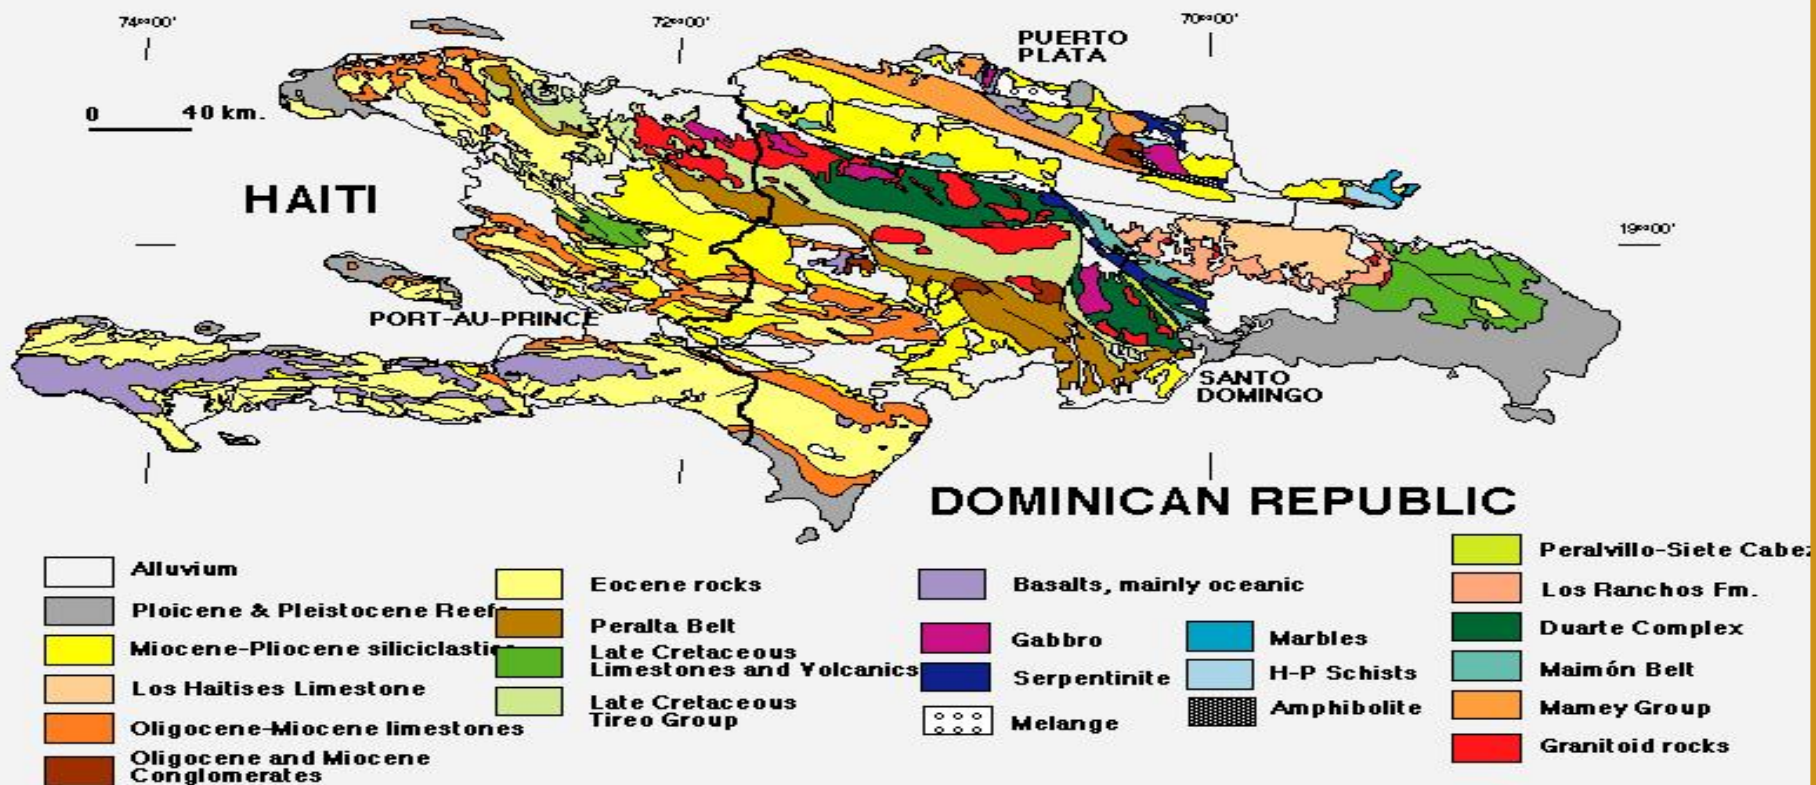 74°00'
72°00'
70°00'
PUERTO
PLATA
0 40 km.
HAITI
19°00'
PORT-AU-PRINCE
SANTO
DOMINGO
DOMINICAN REPUBLIC
Alluvium
Ploicene & Pleistocene Reefs
Miocene-Pliocene siliciclastics
Los Haitises Limestone
Oligocene-Miocene limestones
Oligocene and Miocene
Conglomerates
Eocene rocks
Peralta Belt
Late Cretaceous
Limestones and Volcanics
Late Cretaceous
Tireo Group
Basalts, mainly oceanic
Gabbro
Serpentinite
Melange
Marbles
H-P Schists
Amphibolite
Peralvillo-Siete Cabez
Los Ranchos Fm.
Duarte Complex
Maimón Belt
Mamey Group
Granitoid rocks